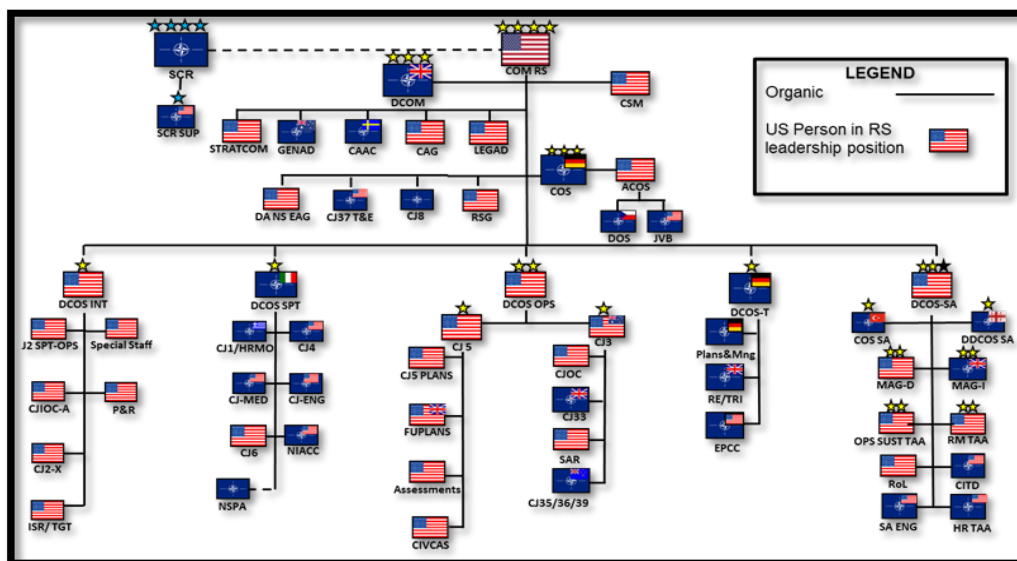 SCR
COM RS
DCOM
CSM
SCR SUP
LEGEND
Organic
US Person in RS
leadership position
STRATCOM
GENAD
CAAC
CAG
LEGAD
COS
ACOS
DA NS EAG
CJ37 T&E
CJ8
RSG
DOS
JVB
DCOS INT
DCOS SPT
DCOS OPS
DCOS-T
DCOS-SA
J2 SPT-OPS
Special Staff
CJIOC-A
P&R
CJ2-X
ISR/TGT
CJ1/HRMO
CJ4
CJ-MED
CJ-ENG
CJ6
NIACC
NSPA
CJ 5
CJ3
CJ5 PLANS
FUPLANS
Assessments
CIVCAS
CJOC
CJ33
SAR
CJ35/36/39
Plans&Mng
RE/TRI
EPCC
COS SA
DDCOS SA
MAG-D
MAG-I
OPS SUST TAA
RM TAA
RoL
CITD
SA ENG
HR TAA